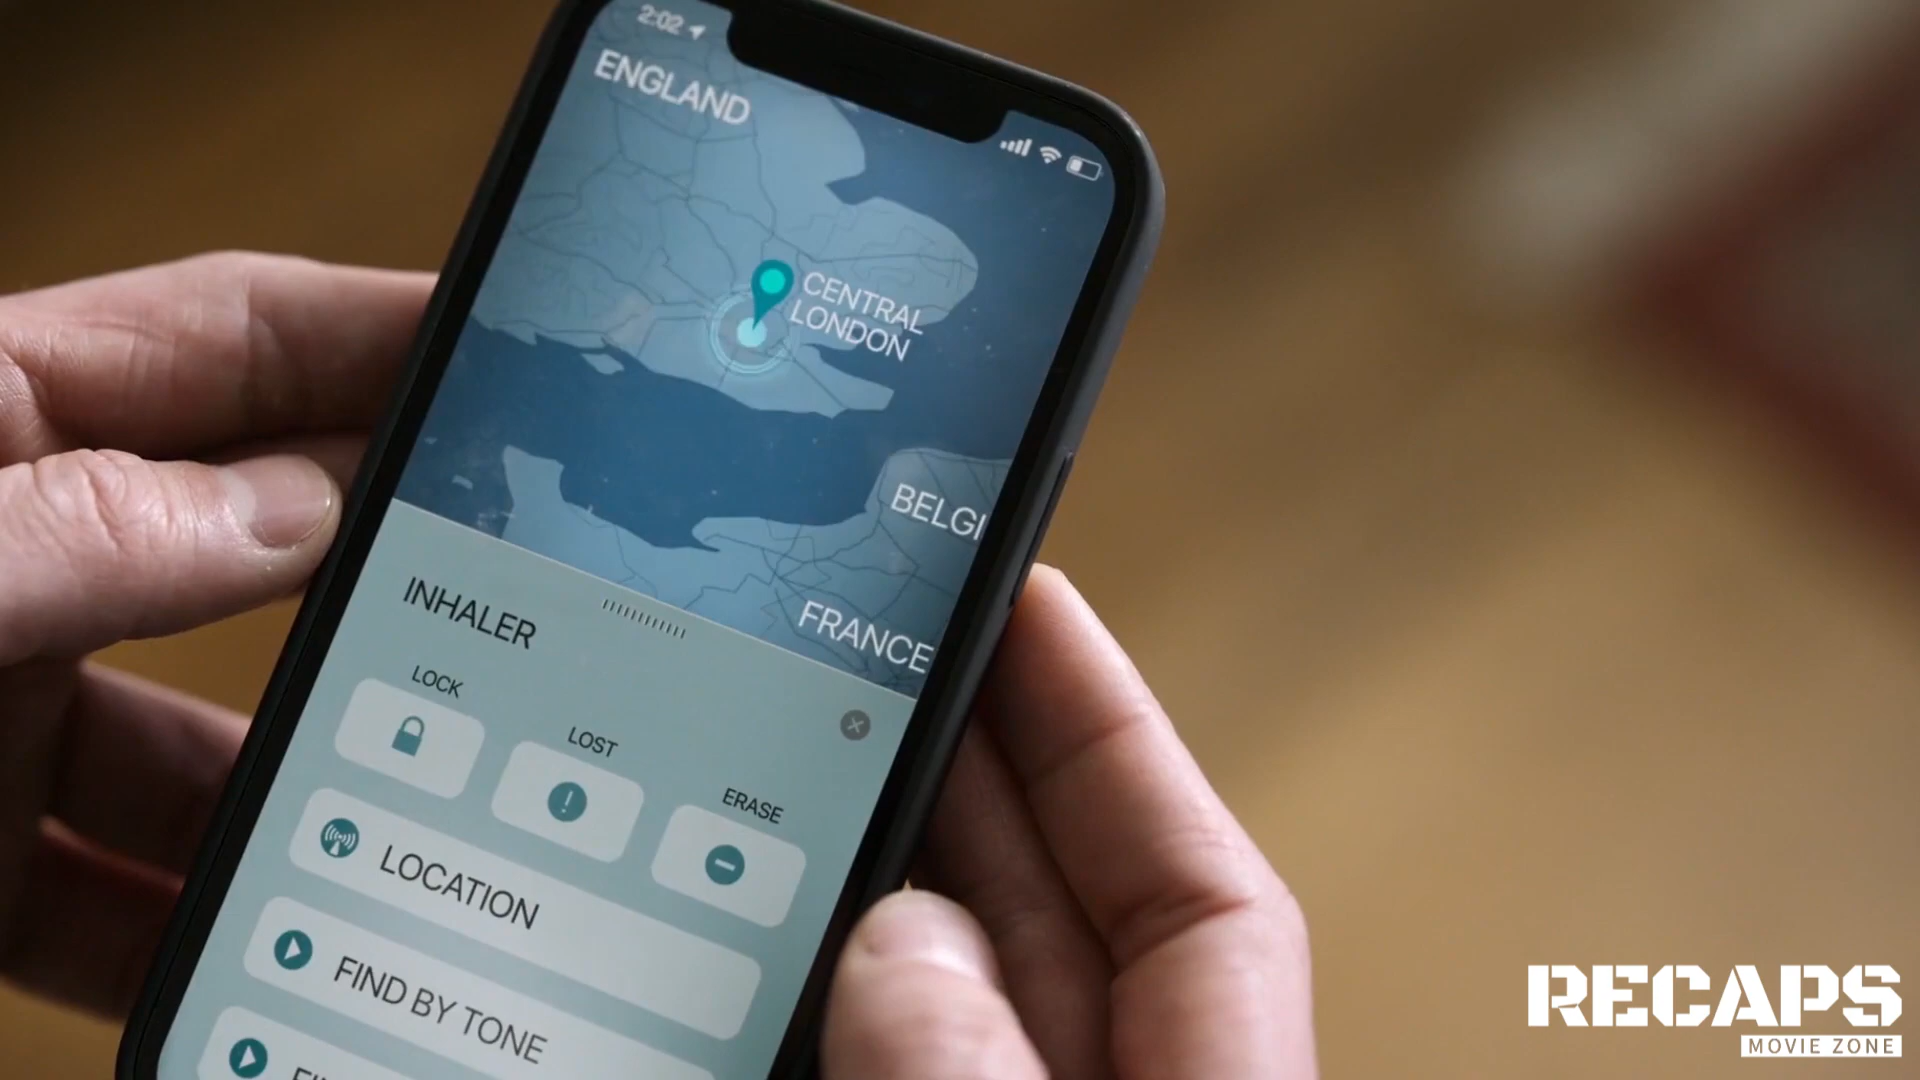 2:02
ENGLAND
CENTRAL
LONDON
BELGI
FRANCE
INHALER
LOCK
LOST
ERASE
LOCATION
FIND BY TONE
RECAPS
MOVIE ZONE